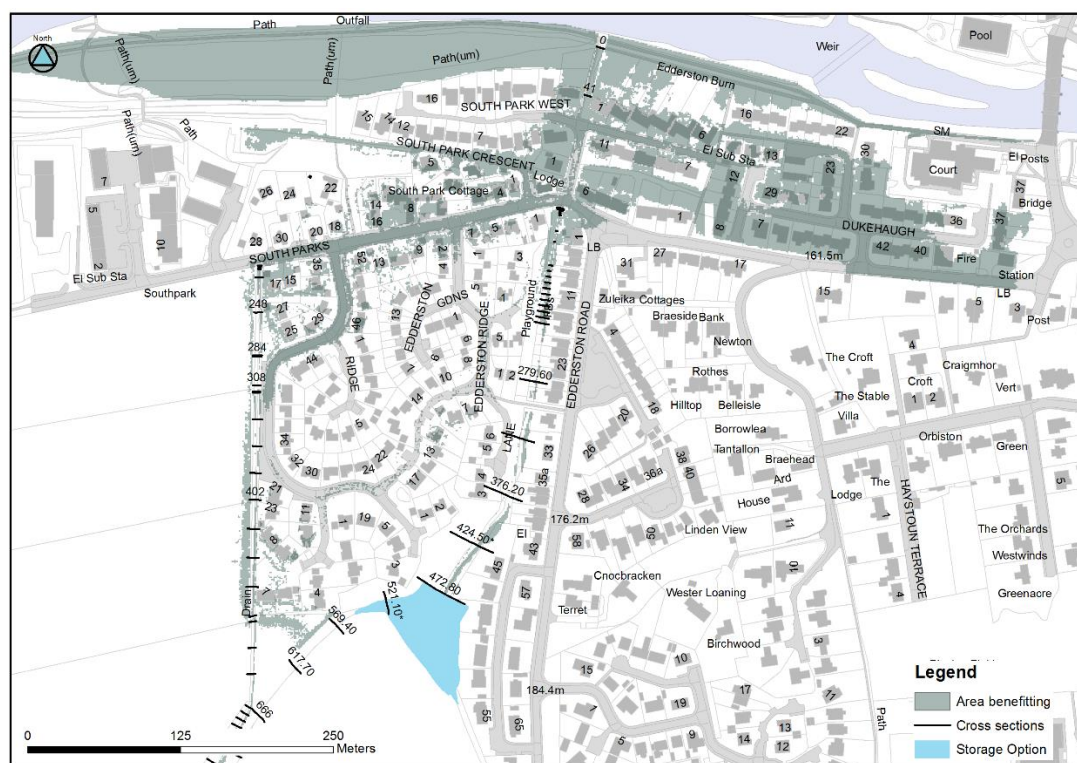 Path
Outfall
Weir
Pool
North
Path(um)
Path(um)
Path(um)
0
Edderston Burn
41
16
SOUTH PARK WEST
1
16
Path(um)
Path
15
14
12
7
6
22
SM
11
El Sub Sta
13
30
El
Posts
SOUTH PARK CRESCENT
5
1
Lodge
7
12
23
Court
7
26
24
22
South Park Cottage
4
1
6
29
37
Bridge
14
8
16
5
10
28
30
20
18
SOUTH PARKS
1
5
7
1
8
7
DUKEHAUGH
36
37
42
40
Fire
2
El Sub Sta
Southpark
35
52
13
9
2
14
3
1
LB
27
17
161.5m
Station
LB
31
17
15
248
27
25
29
46
EDDERSTON
GDNS
13
1
5
1
EDDERSTON RIDGE
Playground
11
Zuleika Cottages
Braeside
Bank
Newton
15
5
3
Post
284
44
1
RIDGE
308
7
6
8
5
10
1
2
279.60
23
EDDERSTON ROAD
4
Rothes
The Croft
4
Craigmhor
Croft
1
2
Vert
The Stable
Villa
14
7
5
34
32
30
24
22
13
17
6
5
LANE
33
20
18
26
Hilltop
Belleisle
Borrowlea
Tantallon
Braehead
Orbiston
Green
402
21
23
11
4
3
376.20
35a
36a
34
38
40
28
House
Ard
Lodge
The
1
HAYSTOUN TERRACE
5
1
19
5
2
1
424.50*
El
176.2m
58
50
Linden View
11
The Orchards
8
43
Westwinds
3
45
Cnocbracken
10
4
Greenacre
7
Drain
4
521.10*
472.80
57
Terret
Wester Loaning
569.40
Birchwood
3
617.70
15
10
17
11
184.4m
19
7
666
55
65
5
9
14
13
12
Path
Legend
Area benefitting
Cross sections
Storage Option
0
125
250
Meters